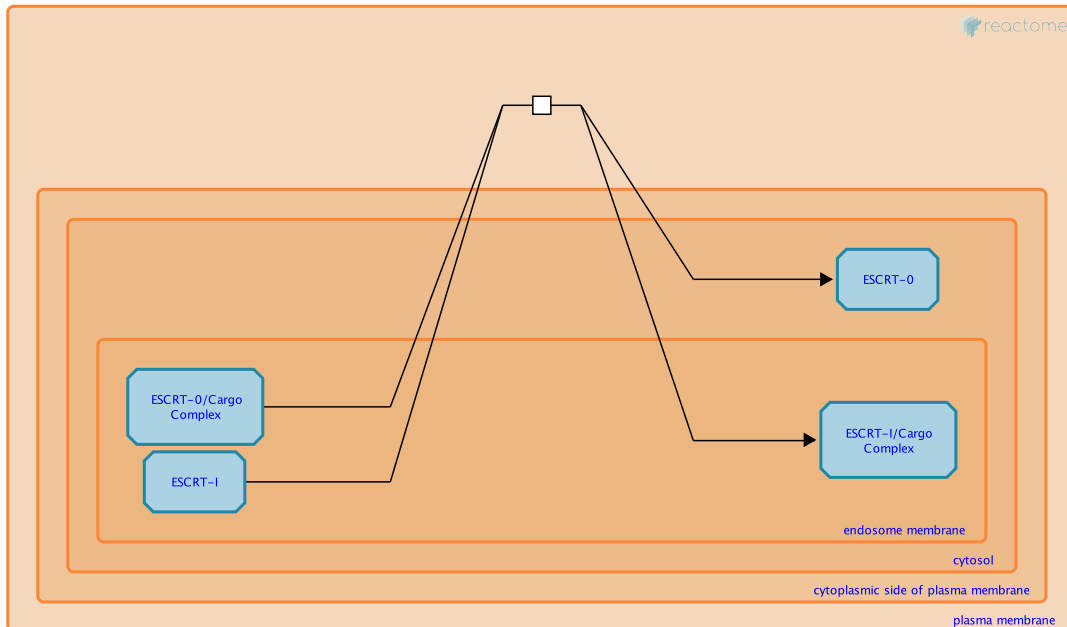 reactome
ESCRT-0
ESCRT-0/Cargo
Complex
ESCRT-I/Cargo
Complex
ESCRT-I
endosome membrane
cytosol
cytoplasmic side of plasma membrane
plasma membrane